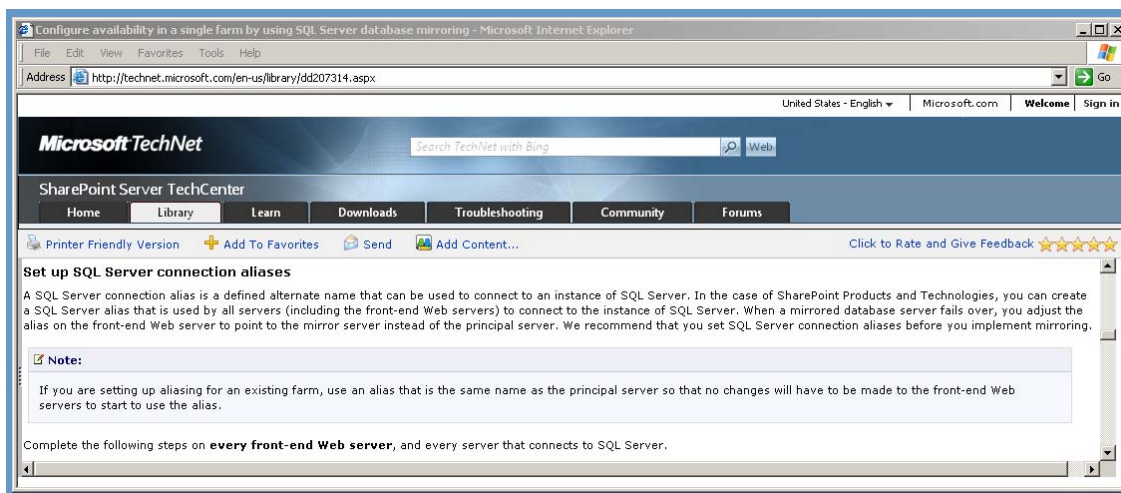 Configure availability in a single farm by using SQL Server database mirroring - Microsoft Internet Explorer
File Edit View Favorites Tools Help
Address http://technet.microsoft.com/en-us/library/dd207314.aspx Go
United States - English Microsoft.com Welcome Sign in
Microsoft TechNet Search TechNet with Bing Web
SharePoint Server TechCenter
Home Library Learn Downloads Troubleshooting Community Forums
Printer Friendly Version Add To Favorites Send Add Content... Click to Rate and Give Feedback
Set up SQL Server connection aliases
A SQL Server connection alias is a defined alternate name that can be used to connect to an instance of SQL Server. In the case of SharePoint Products and Technologies, you can create
a SQL Server alias that is used by all servers (including the front-end Web servers) to connect to the instance of SQL Server. When a mirrored database server fails over, you adjust the
alias on the front-end Web server to point to the mirror server instead of the principal server. We recommend that you set SQL Server connection aliases before you implement mirroring.
Note:
If you are setting up aliasing for an existing farm, use an alias that is the same name as the principal server so that no changes will have to be made to the front-end Web
servers to start to use the alias.
Complete the following steps on every front-end Web server, and every server that connects to SQL Server.